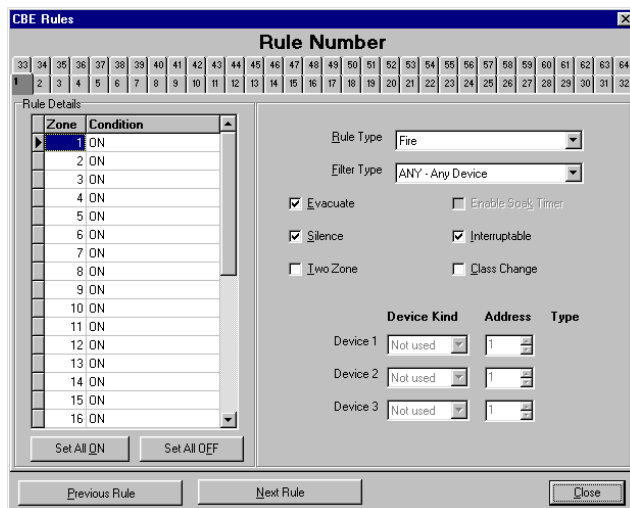 CBE Rules
Rule Number
33 34 35 36 37 38 39 40 41 42 43 44 45 46 47 48 49 50 51 52 53 54 55 56 57 58 59 60 61 62 63 64
1 2 3 4 5 6 7 8 9 10 11 12 13 14 15 16 17 18 19 20 21 22 23 24 25 26 27 28 29 30 31 32
Rule Details
Zone Condition
1 ON
2 ON
3 ON
4 ON
5 ON
6 ON
7 ON
8 ON
9 ON
10 ON
11 ON
12 ON
13 ON
14 ON
15 ON
16 ON
Set All ON Set All OFF
Rule Type Fire
Filter Type ANY - Any Device
Evacuate Enable Soak Timer
Silence Interruptable
Two Zone Class Change
Device Kind Address Type
Device 1 Not used 1
Device 2 Not used 1
Device 3 Not used 1
Previous Rule Next Rule Close